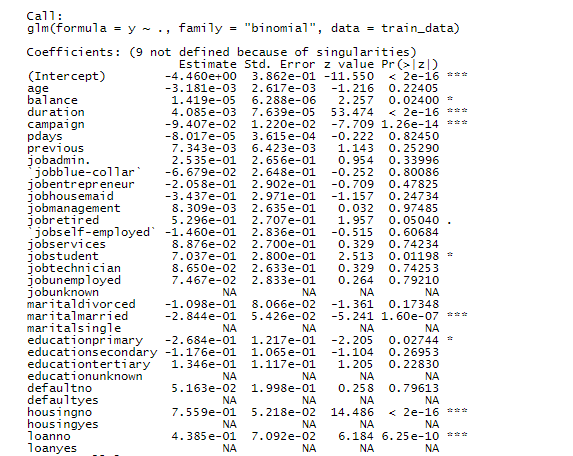 Call:
glm(formula = y ~ ., family = "binomial", data = train_data)
Coefficients: (9 not defined because of singularities)
Estimate Std. Error z value Pr(>|z|)
(Intercept) -4.460e+00 3.862e-01 -11.550 < 2e-16 ***
age -3.181e-03 2.617e-03 -1.216 0.22405
balance 1.419e-05 6.288e-06 2.257 0.02400 *
duration 4.085e-03 7.639e-05 53.474 < 2e-16 ***
campaign -9.407e-02 1.220e-02 -7.709 1.26e-14 ***
pdays -8.017e-05 3.615e-04 -0.222 0.82450
previous 7.343e-03 6.423e-03 1.143 0.25290
jobadmin. 2.535e-01 2.656e-01 0.954 0.33996
`jobblue-collar` -6.679e-02 2.648e-01 -0.252 0.80086
jobentrepreneur -2.058e-01 2.902e-01 -0.709 0.47825
jobhousemaid -3.437e-01 2.971e-01 -1.157 0.24734
jobmanagement 8.309e-03 2.635e-01 0.032 0.97485
jobretired 5.296e-01 2.707e-01 1.957 0.05040 .
`jobself-employed` -1.460e-01 2.836e-01 -0.515 0.60684
jobservices 8.876e-02 2.700e-01 0.329 0.74234
jobstudent 7.037e-01 2.800e-01 2.513 0.01198 *
jobtechnician 8.650e-02 2.633e-01 0.329 0.74253
jobunemployed 7.467e-02 2.833e-01 0.264 0.79210
jobunknown NA NA NA NA
maritaldivorced -1.098e-01 8.066e-02 -1.361 0.17348
maritalmarried -2.844e-01 5.426e-02 -5.241 1.60e-07 ***
maritalsingle NA NA NA NA
educationprimary -2.684e-01 1.217e-01 -2.205 0.02744 *
educationsecondary -1.176e-01 1.065e-01 -1.104 0.26953
educationtertiary 1.346e-01 1.117e-01 1.205 0.22830
educationunknown NA NA NA NA
defaultno 5.163e-02 1.998e-01 0.258 0.79613
defaultyes NA NA NA NA
housingno 7.559e-01 5.218e-02 14.486 < 2e-16 ***
housingyes NA NA NA NA
loanno 4.385e-01 7.092e-02 6.184 6.25e-10 ***
loanyes NA NA NA NA